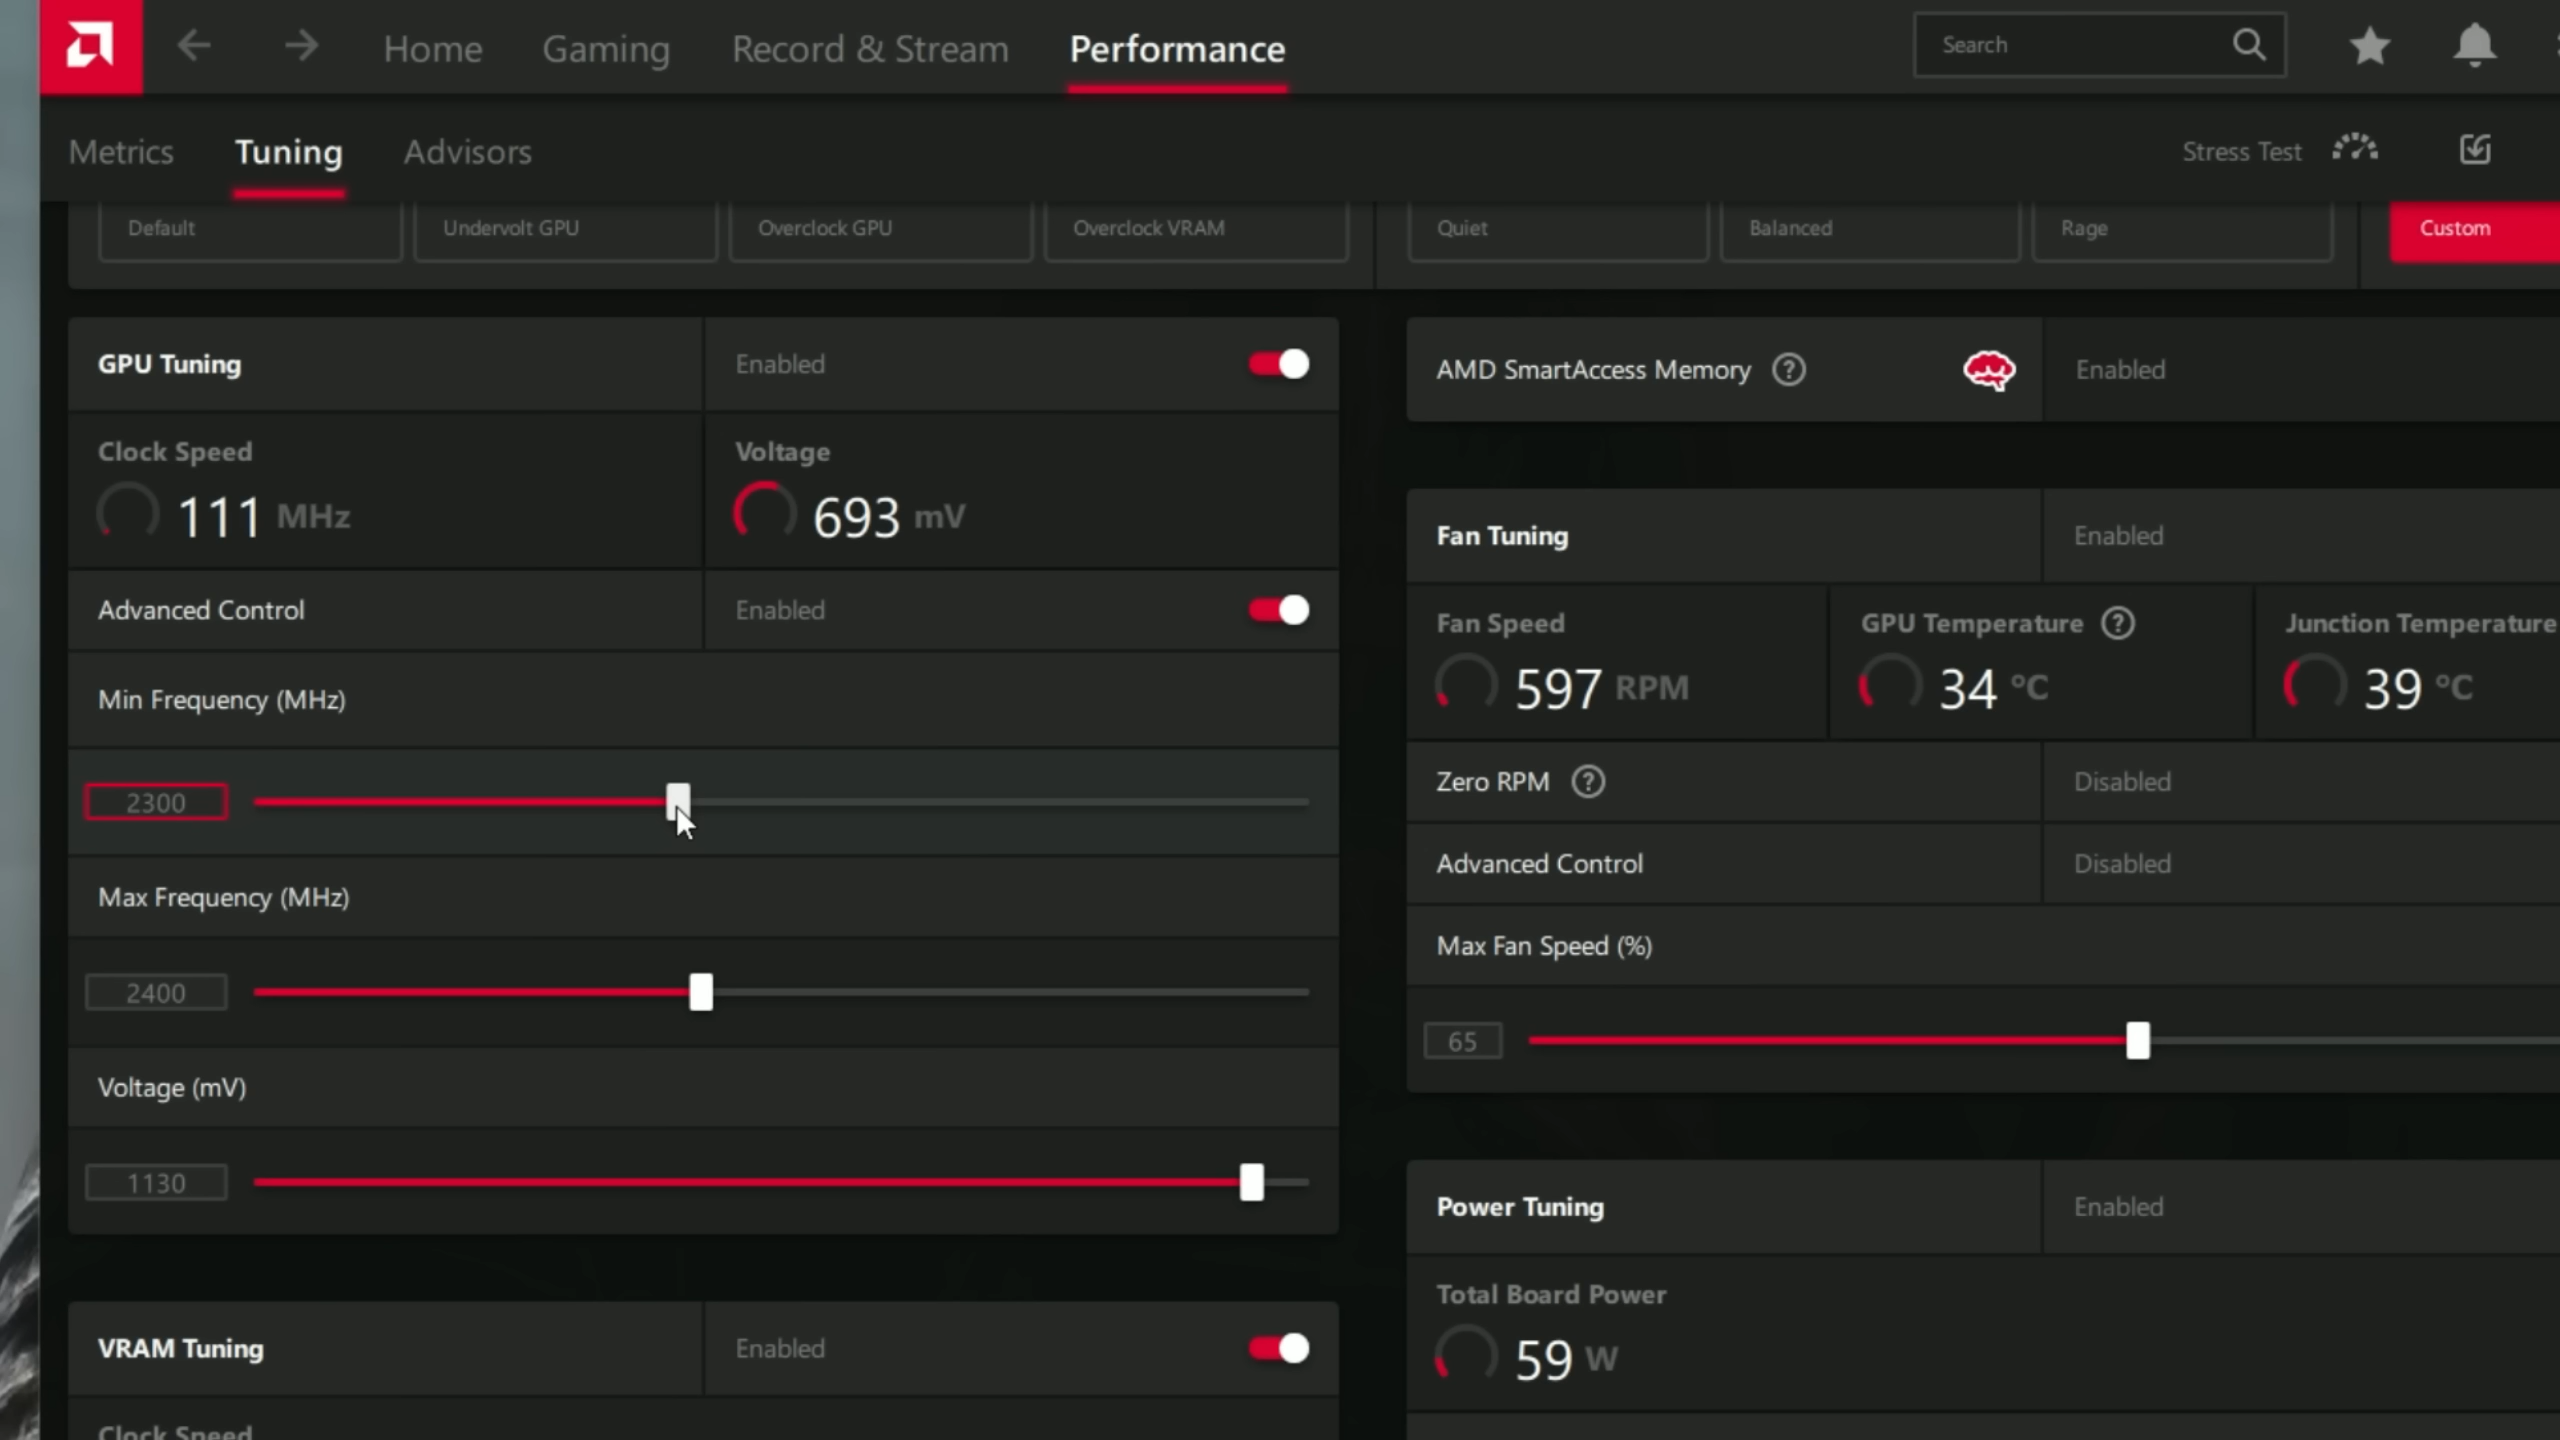 Home Gaming Record & Stream Performance Search
Metrics Tuning Advisors Stress Test
Default Undervolt GPU Overclock GPU Overclock VRAM Quiet Balanced Rage Custom
GPU Tuning Enabled
Clock Speed Voltage
111 MHz 693 mV
Advanced Control Enabled
Min Frequency (MHz)
2300
Max Frequency (MHz)
2400
Voltage (mV)
1130
VRAM Tuning Enabled
Clock Speed
AMD SmartAccess Memory ? Enabled
Fan Tuning Enabled
Fan Speed GPU Temperature ? Junction Temperature
597 RPM 34 °C 39 °C
Zero RPM ? Disabled
Advanced Control Disabled
Max Fan Speed (%)
65
Power Tuning Enabled
Total Board Power
59 W